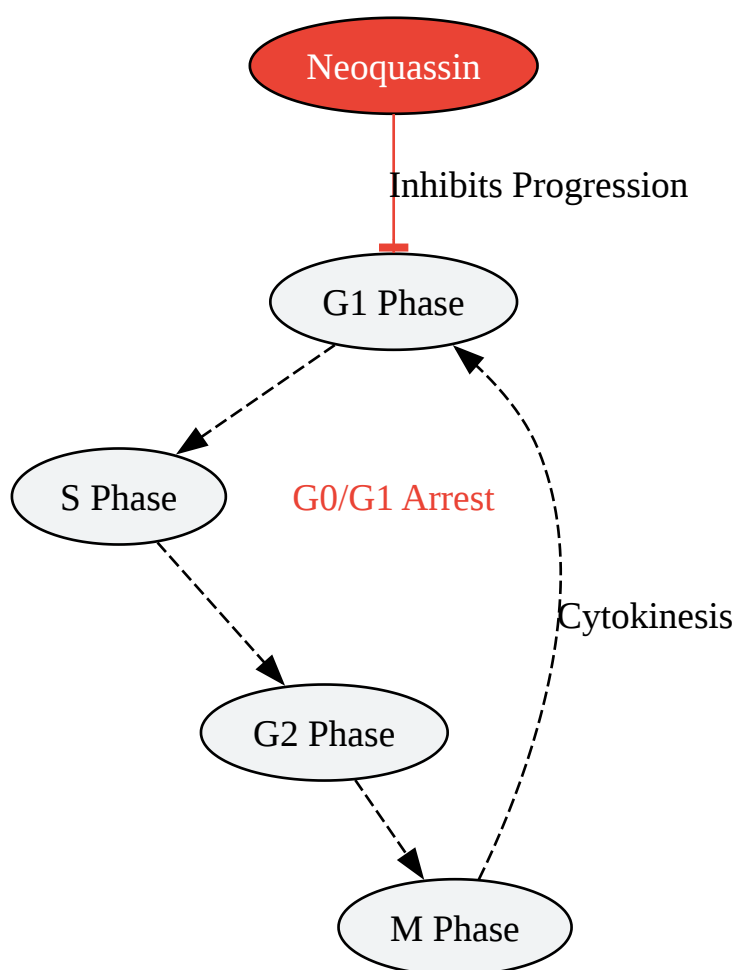 Neoquassin
Inhibits Progression
G1 Phase
S Phase
G0/G1 Arrest
Cytokinesis
G2 Phase
M Phase